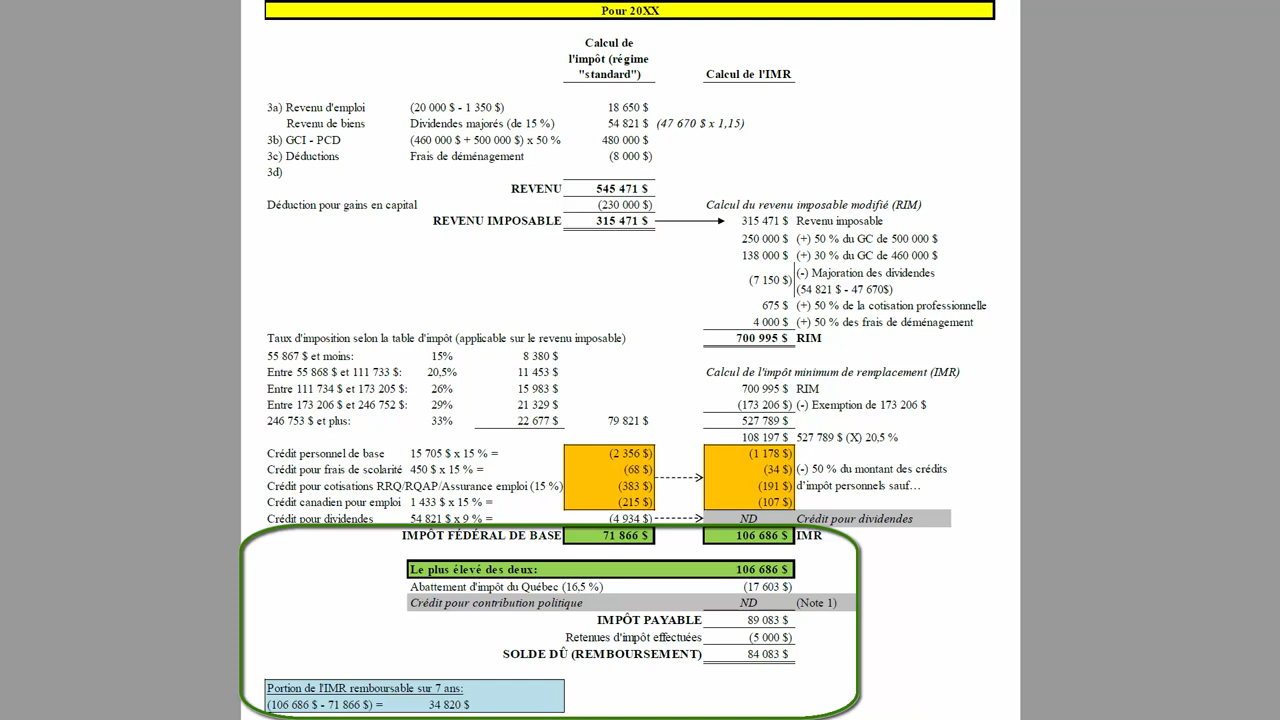 Pour 20XX
Calcul de l'impôt (régime "standard") Calcul de l'IMR
3a) Revenu d'emploi (20 000 $ - 1 350 $) 18 650 $
Revenu de biens Dividendes majorés (de 15 %) 54 821 $ (47 670 $ x 1,15)
3b) GCI - PCD (460 000 $ + 500 000 $) x 50 % 480 000 $
3c) Déductions Frais de déménagement (8 000 $)
3d)
REVENU 545 471 $
Déduction pour gains en capital (230 000 $) Calcul du revenu imposable modifié (RIM)
REVENU IMPOSABLE 315 471 $ 315 471 $ Revenu imposable
250 000 $ (+) 50 % du GC de 500 000 $
138 000 $ (+) 30 % du GC de 460 000 $
(7 150 $) (-) Majoration des dividendes
(54 821 $ - 47 670$)
675 $ (+) 50 % de la cotisation professionnelle
4 000 $ (+) 50 % des frais de déménagement
Taux d'imposition selon la table d'impôt (applicable sur le revenu imposable) 700 995 $ RIM
55 867 $ et moins: 15% 8 380 $
Entre 55 868 $ et 111 733 $: 20,5% 11 453 $ Calcul de l'impôt minimum de remplacement (IMR)
Entre 111 734 $ et 173 205 $: 26% 15 983 $ 700 995 $ RIM
Entre 173 206 $ et 246 752 $: 29% 21 329 $ (173 206 $) (-) Exemption de 173 206 $
246 753 $ et plus: 33% 22 677 $ 79 821 $ 527 789 $
108 197 $ 527 789 $ (X) 20,5 %
Crédit personnel de base 15 705 $ x 15 % = (2 356 $) (1 178 $)
Crédit pour frais de scolarité 450 $ x 15 % = (68 $) (34 $) (-) 50 % du montant des crédits
Crédit pour cotisations RRQ/RQAP/Assurance emploi (15 %) (383 $) (191 $) d'impôt personnels sauf…
Crédit canadien pour emploi 1 433 $ x 15 % = (215 $) (107 $)
Crédit pour dividendes 54 821 $ x 9 % = (4 934 $) ND Crédit pour dividendes
IMPÔT FÉDÉRAL DE BASE 71 866 $ 106 686 $ IMR
Le plus élevé des deux: 106 686 $
Abattement d'impôt du Québec (16,5 %) (17 603 $)
Crédit pour contribution politique ND (Note 1)
IMPÔT PAYABLE 89 083 $
Retenues d'impôt effectuées (5 000 $)
SOLDE DÛ (REMBOURSEMENT) 84 083 $
Portion de l'IMR remboursable sur 7 ans:
(106 686 $ - 71 866 $) = 34 820 $